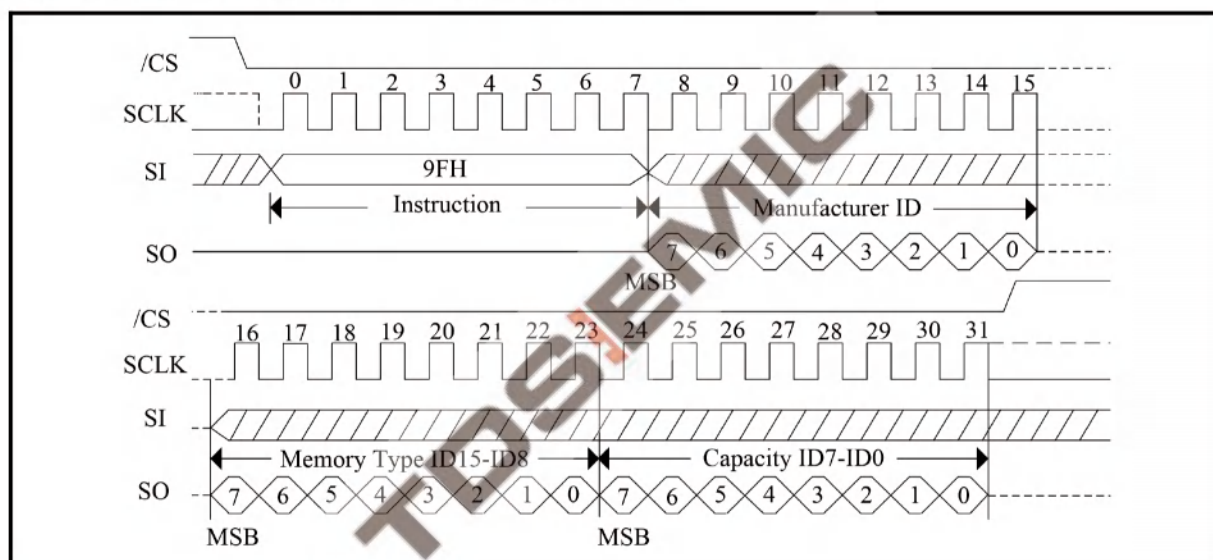 /CS
0 1 2 3 4 5 6 7 8 9 10 11 12 13 14 15
SCLK
SI 9FH
Instruction Manufacturer ID
SO 7 6 5 4 3 2 1 0
MSB
/CS
16 17 18 19 20 21 22 23 24 25 26 27 28 29 30 31
SCLK
SI
Memory Type ID15-ID8 Capacity ID7-ID0
SO 7 6 5 4 3 2 1 0 7 6 5 4 3 2 1 0
MSB MSB
TDSEMIC